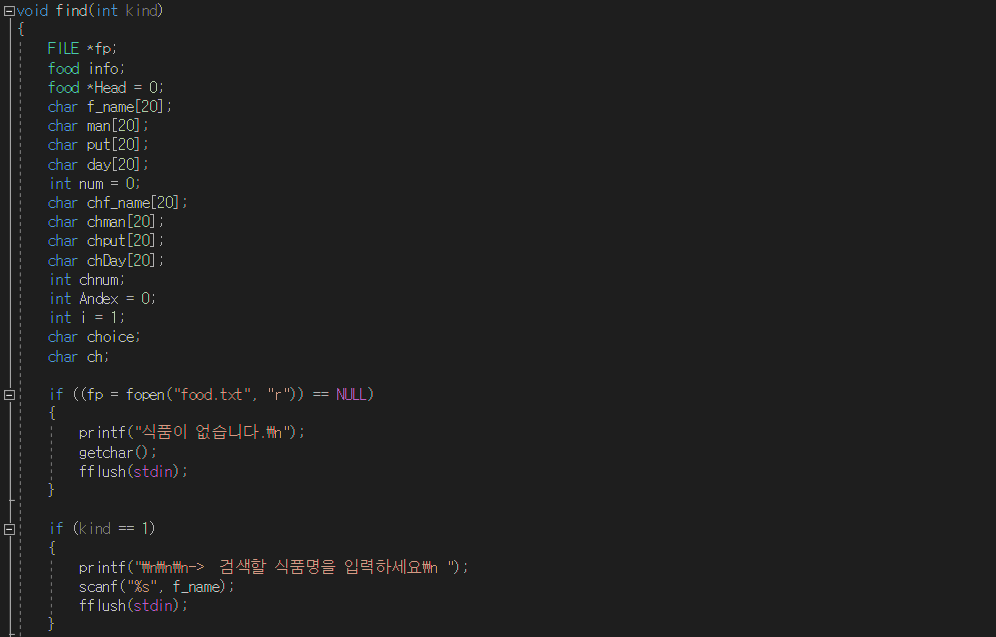 void find(int kind)
{
FILE *fp;
food info;
food *Head = 0;
char f_name[20];
char man[20];
char put[20];
char day[20];
int num = 0;
char chf_name[20];
char chman[20];
char chput[20];
char chDay[20];
int chnum;
int Andex = 0;
int i = 1;
char choice;
char ch;
if ((fp = fopen("food.txt", "r")) == NULL)
{
printf("식품이 없습니다.₩n");
getchar();
fflush(stdin);
}
if (kind == 1)
{
printf("₩n₩n₩n-> 검색할 식품명을 입력하세요₩n ");
scanf("%s", f_name);
fflush(stdin);
}